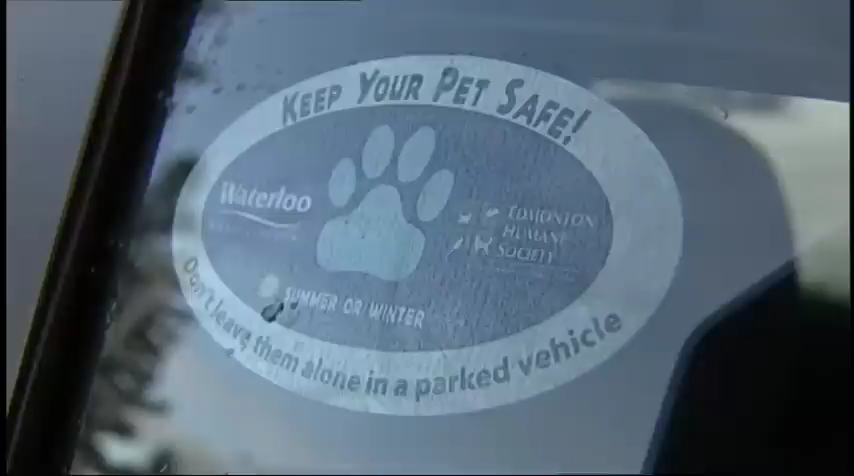 KEEP YOUR PET SAFE!
Waterloo
EDMONTON
HUMANE
SOCIETY
SUMMER OR WINTER
Don't leave them alone in a parked vehicle